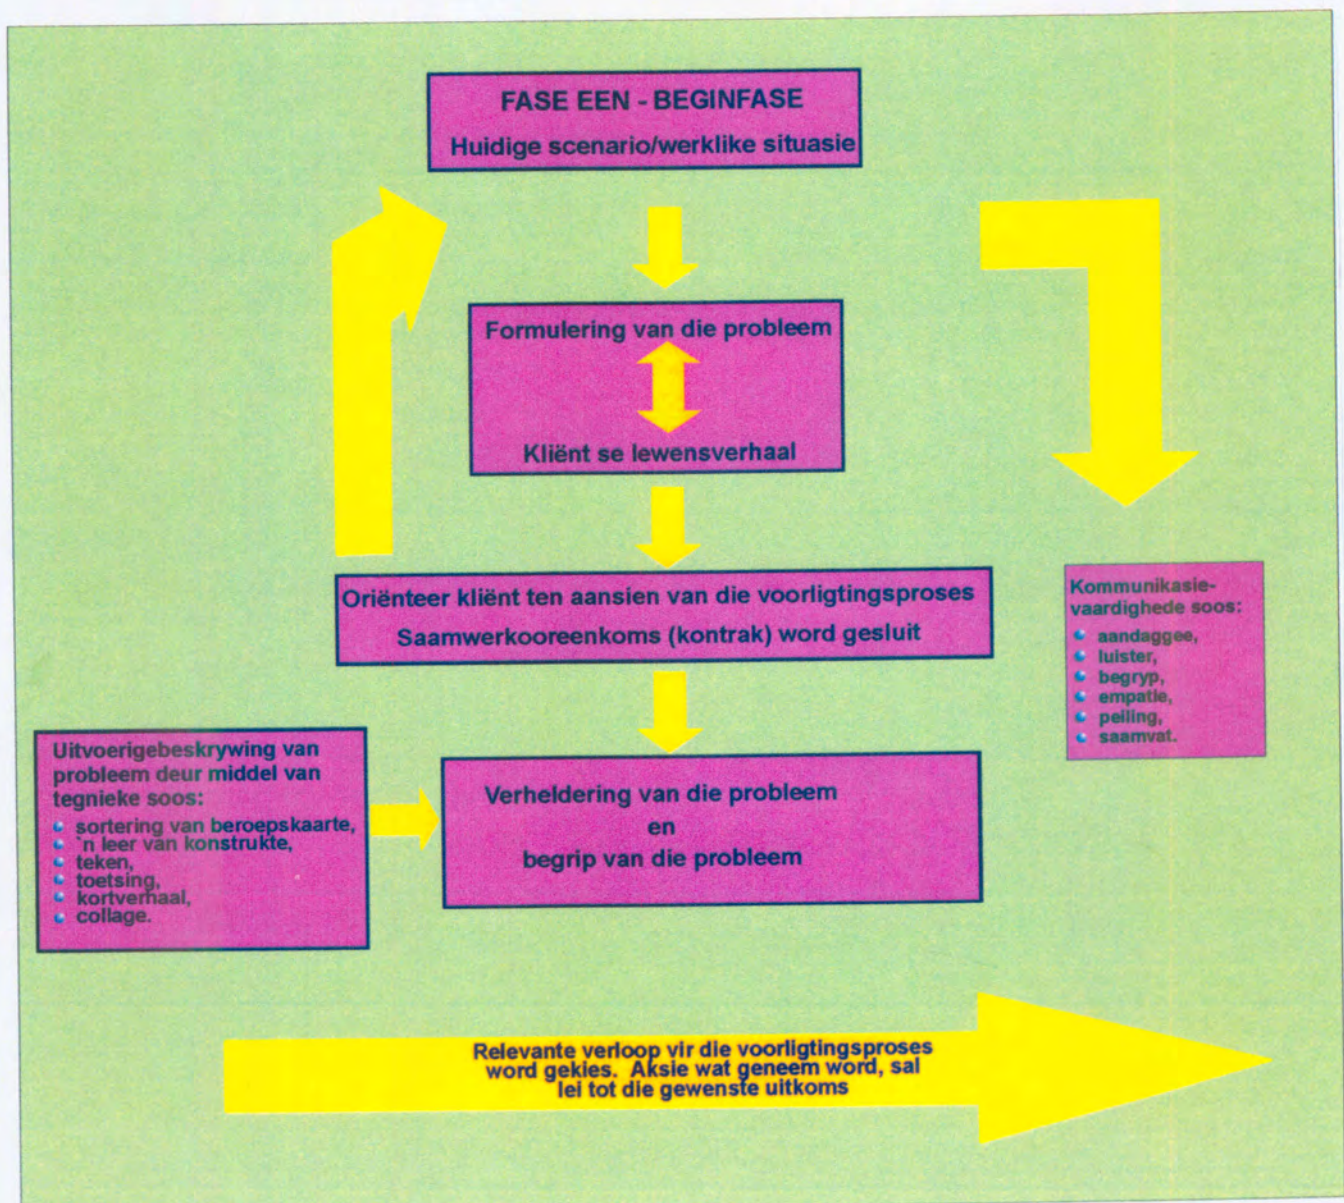 FASE EEN - BEGINFASE
Huidige scenario/werklike situasie
Formulering van die probleem
Kliënt se lewensverhaal
Oriënteer kliënt ten aansien van die voorligtingsproses
Saamwerkooreenkoms (kontrak) word gesluit
Kommunikasie-
vaardighede soos:
aandaggee,
luister,
begryp,
empatie,
peiling,
saamvat.
Uitvoerigebeskrywing van
probleem deur middel van
tegnieke soos:
sortering van beroepskaarte,
`n leer van konstrukte,
teken,
toetsing,
kortverhaal,
collage.
Verheldering van die probleem
en
begrip van die probleem
Relevante verloop vir die voorligtingsproses
word gekies. Aksie wat geneem word, sal
lei tot die gewenste uitkoms